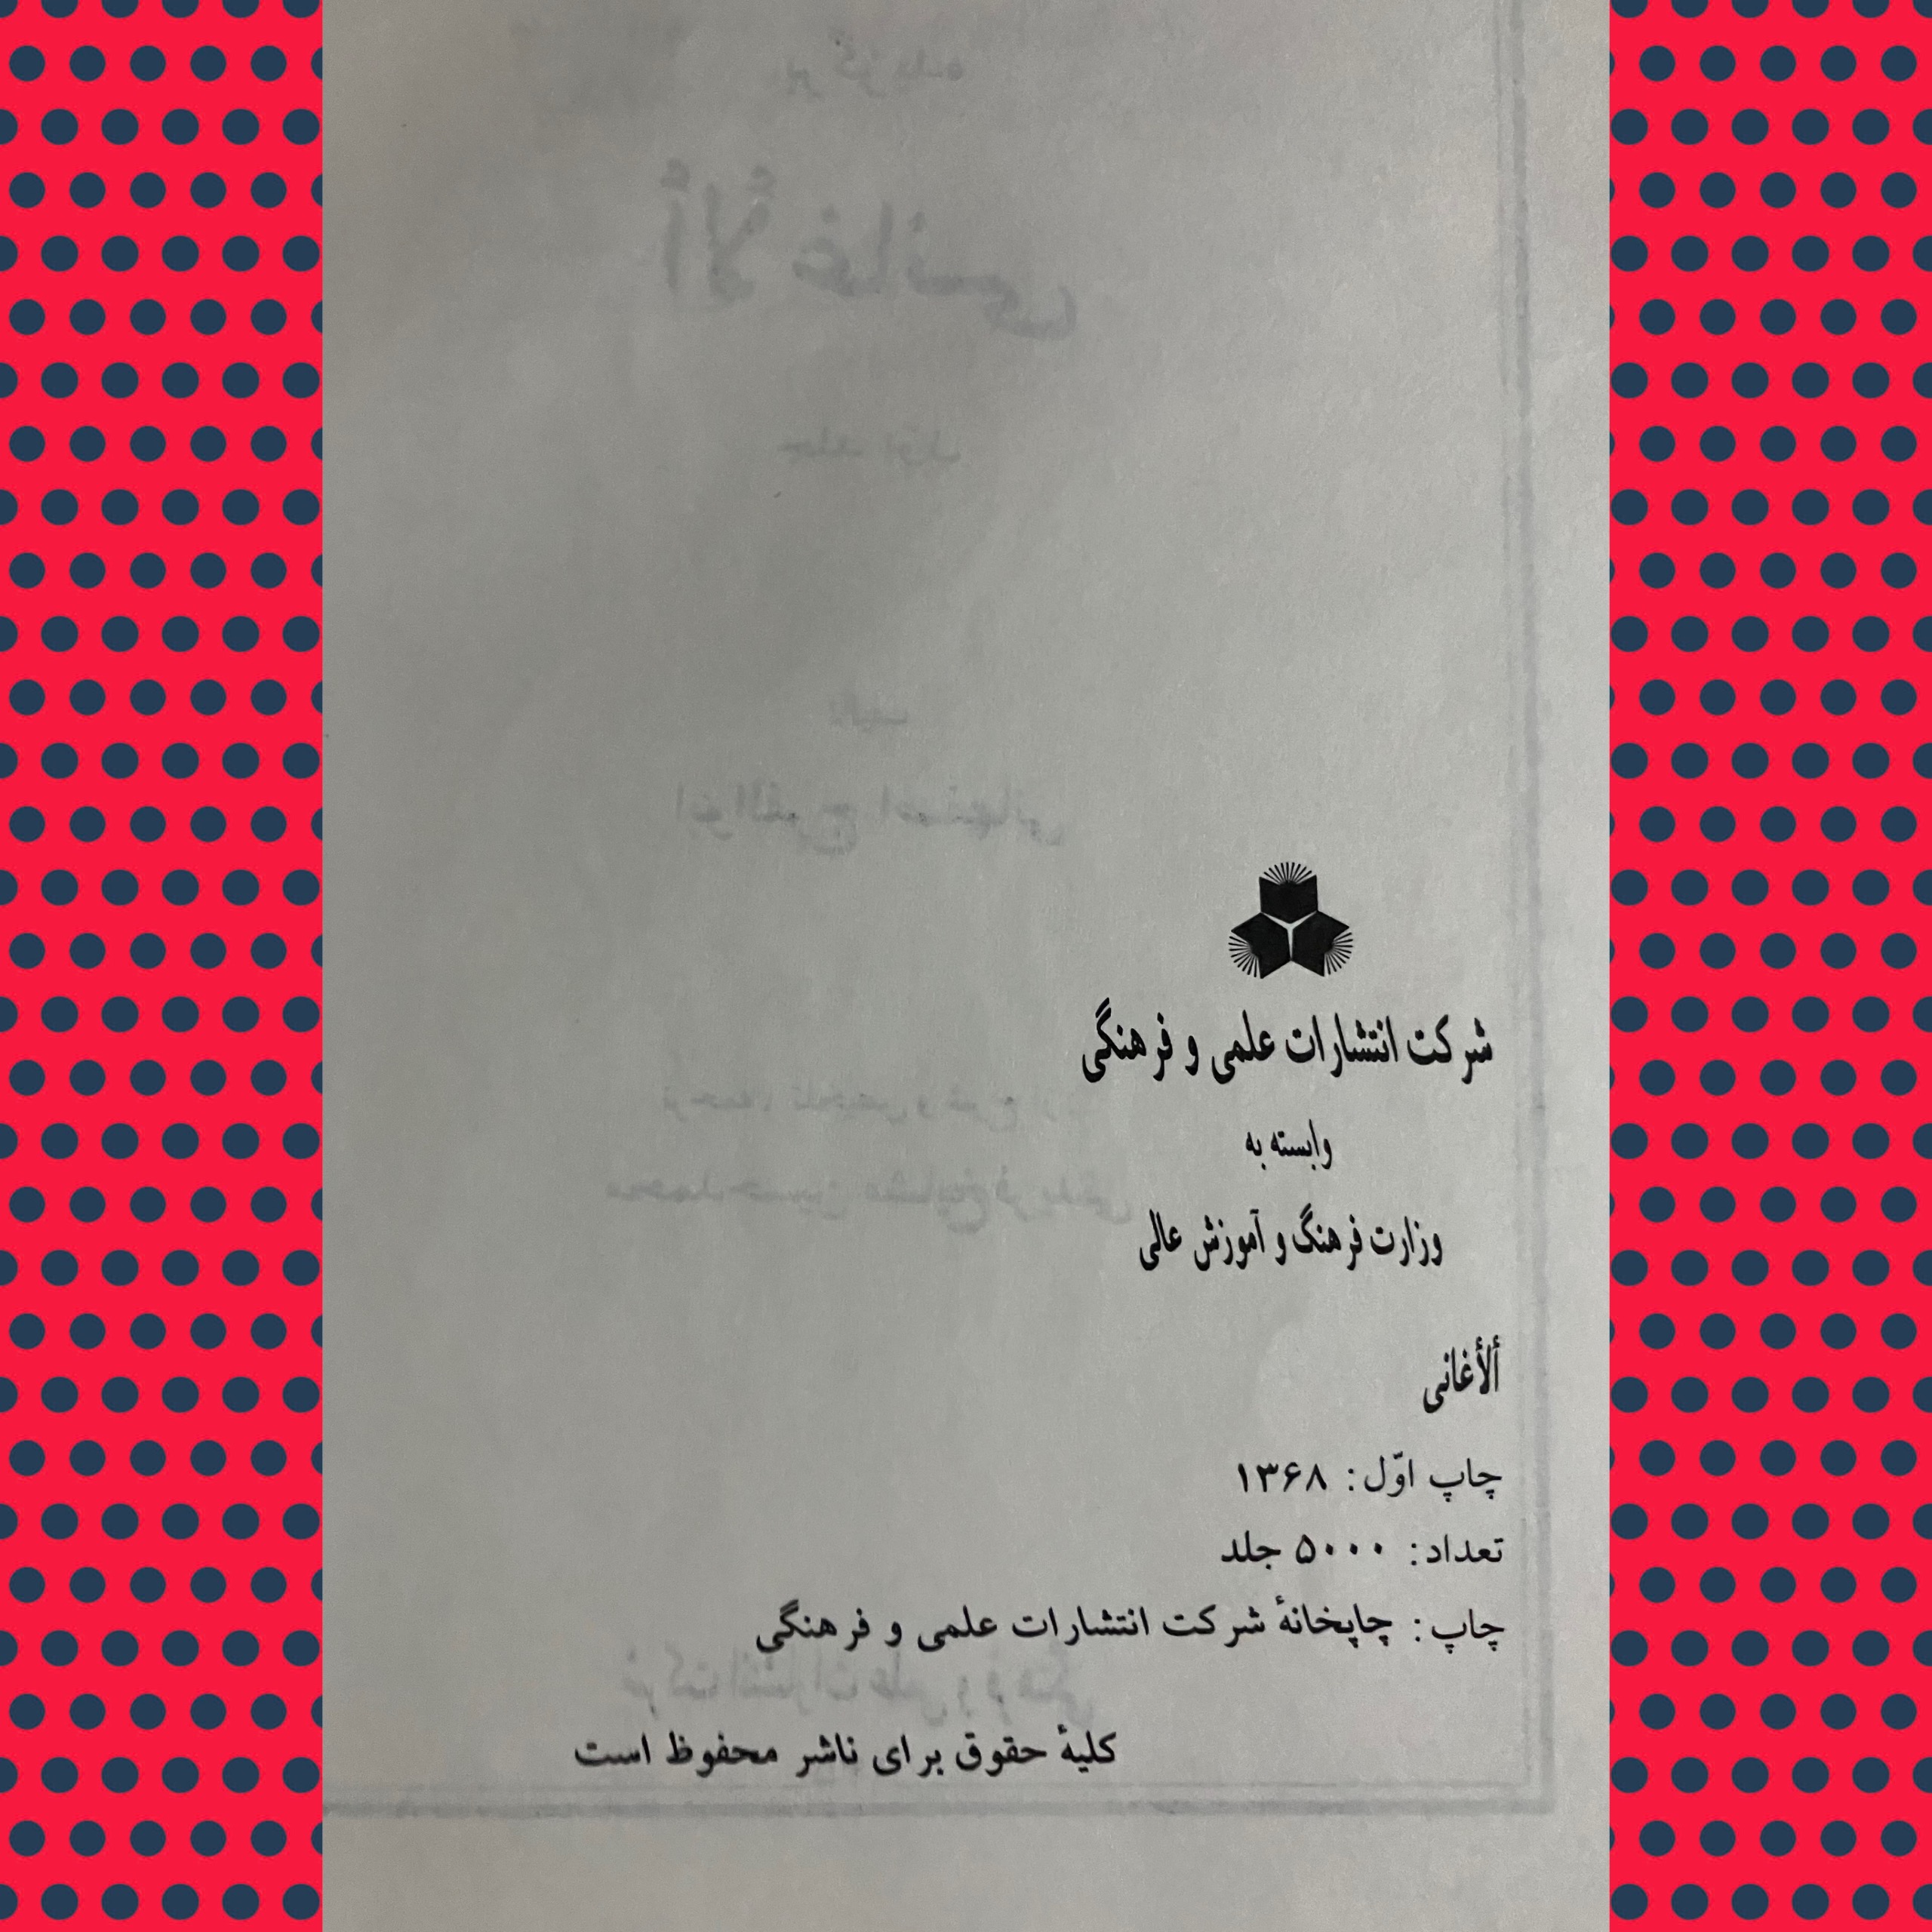 شرکت انتشارات علمی و فرهنگی
وابسته به
وزارت فرهنگ و آموزش عالی
ألأغانی
چاپ اوّل: ۱۳۶۸
تعداد: ۵۰۰۰ جلد
چاپ: چاپخانهٔ شرکت انتشارات علمی و فرهنگی
کلیهٔ حقوق برای ناشر محفوظ است